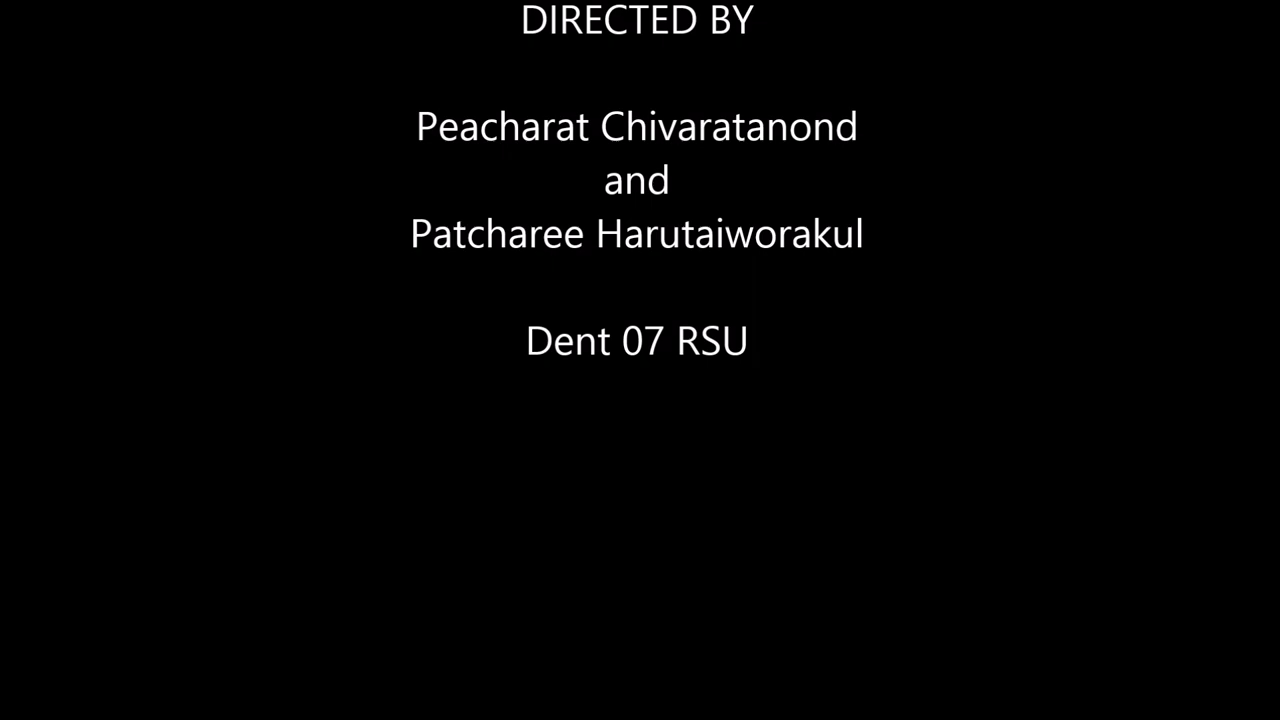 DIRECTED BY
Peacharat Chivaratanond
and
Patcharee Harutaiworakul
Dent 07 RSU